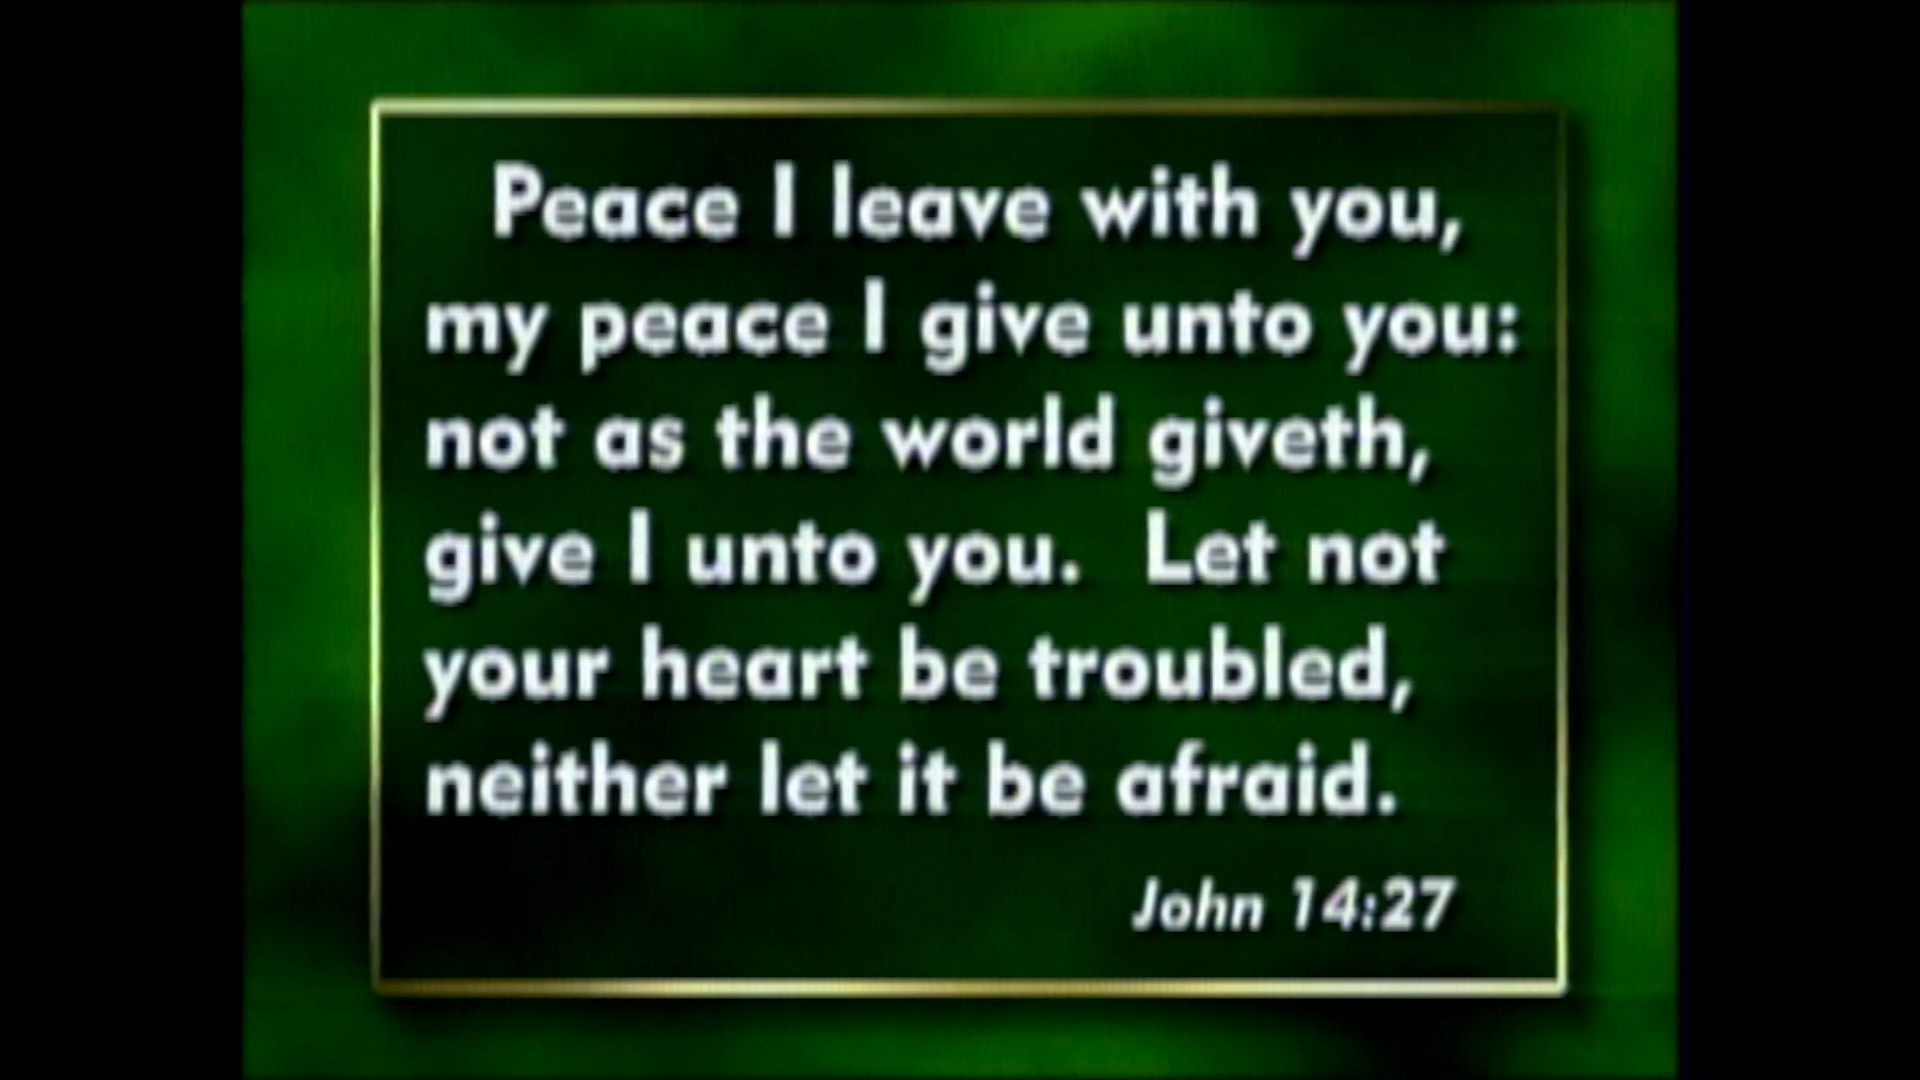 Peace I leave with you,
my peace I give unto you:
not as the world giveth,
give I unto you.  Let not
your heart be troubled,
neither let it be afraid.
John 14:27